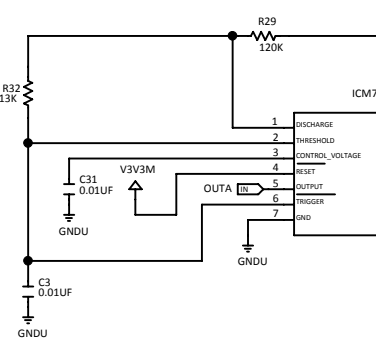 R29
120K
R32
13K
ICM7
1
DISCHARGE
2
THRESHOLD
3
CONTROL_VOLTAGE
C31
0.01UF
V3V3M
4
RESET
OUTA
IN
5
OUTPUT
6
TRIGGER
7
GND
GNDU
GNDU
C3
0.01UF
GNDU